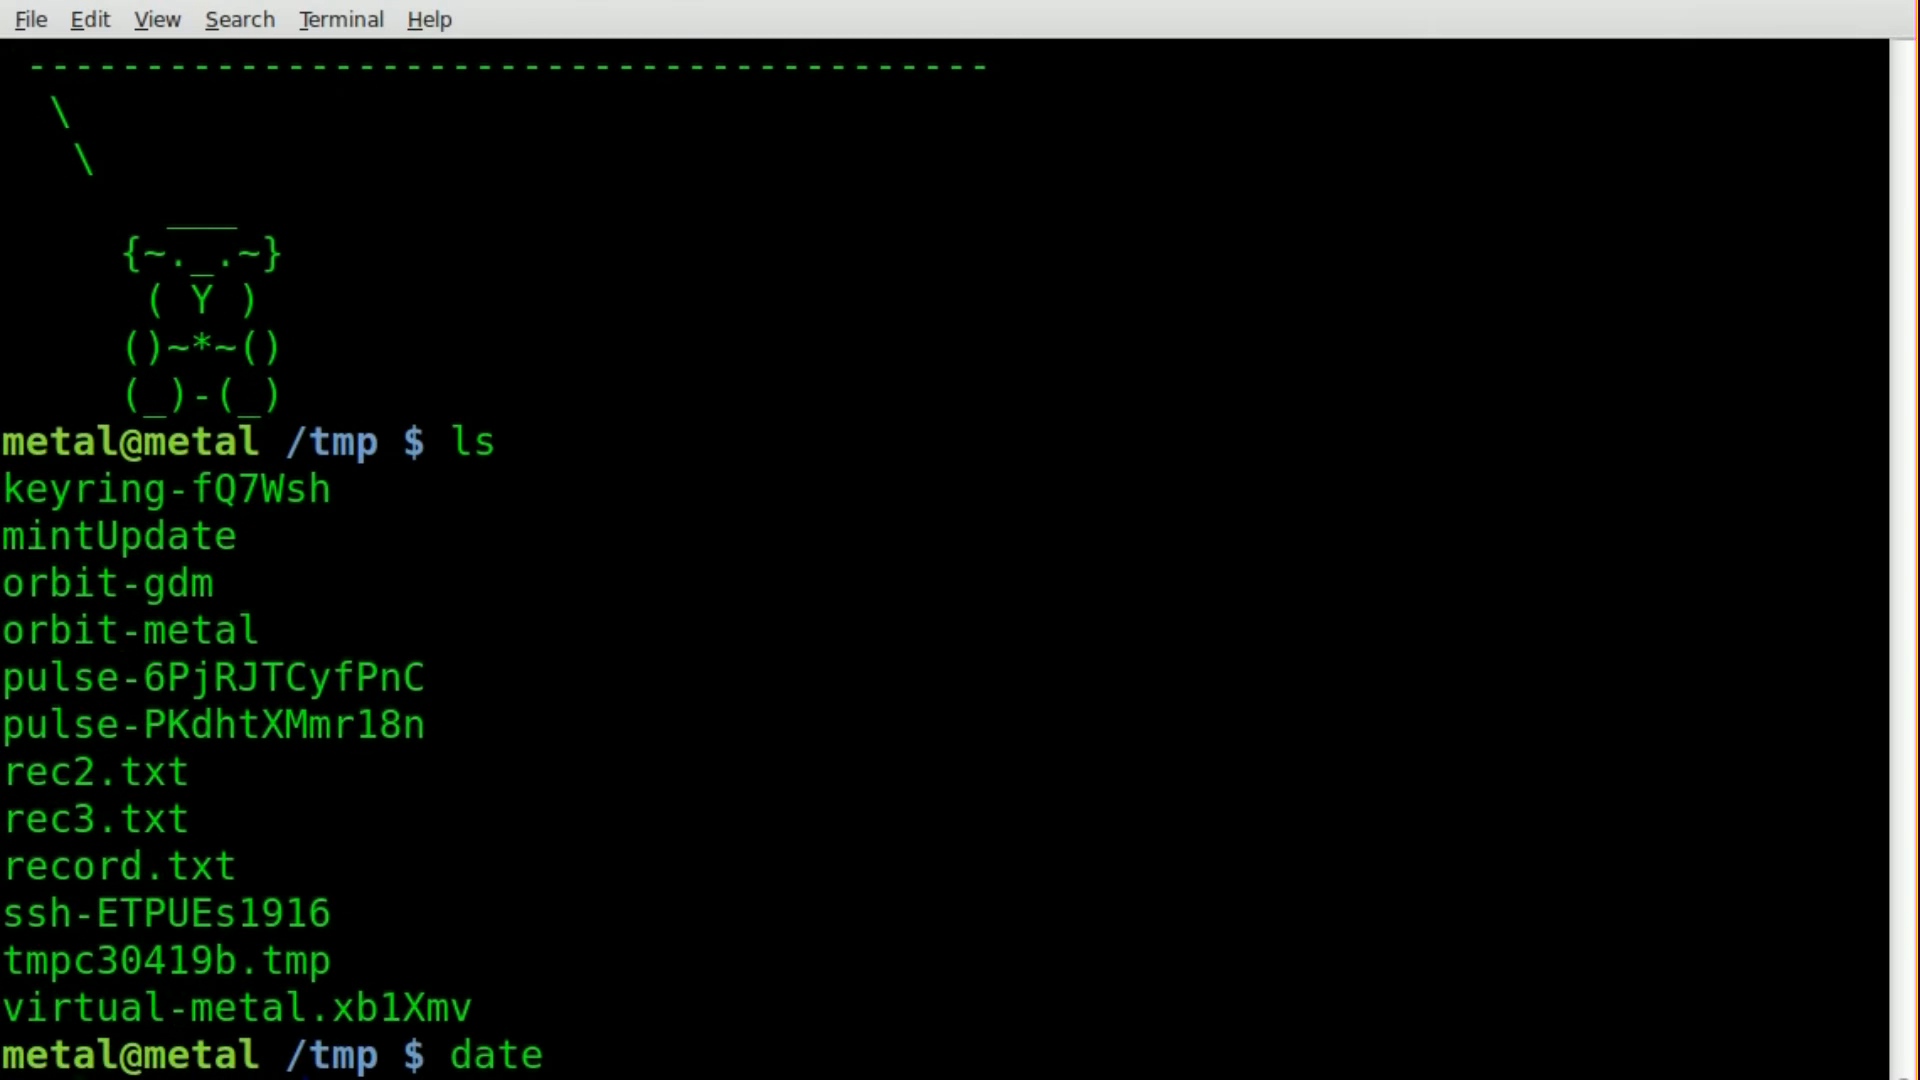 File Edit View Search Terminal Help
 -----------------------------------------
  \
   \
       ___
     {~._.~}
      ( Y )
     ()~*~()
     (_)-(_)
metal@metal /tmp $ ls
keyring-fQ7Wsh
mintUpdate
orbit-gdm
orbit-metal
pulse-6PjRJTCyfPnC
pulse-PKdhtXMmr18n
rec2.txt
rec3.txt
record.txt
ssh-ETPUEs1916
tmpc30419b.tmp
virtual-metal.xb1Xmv
metal@metal /tmp $ date